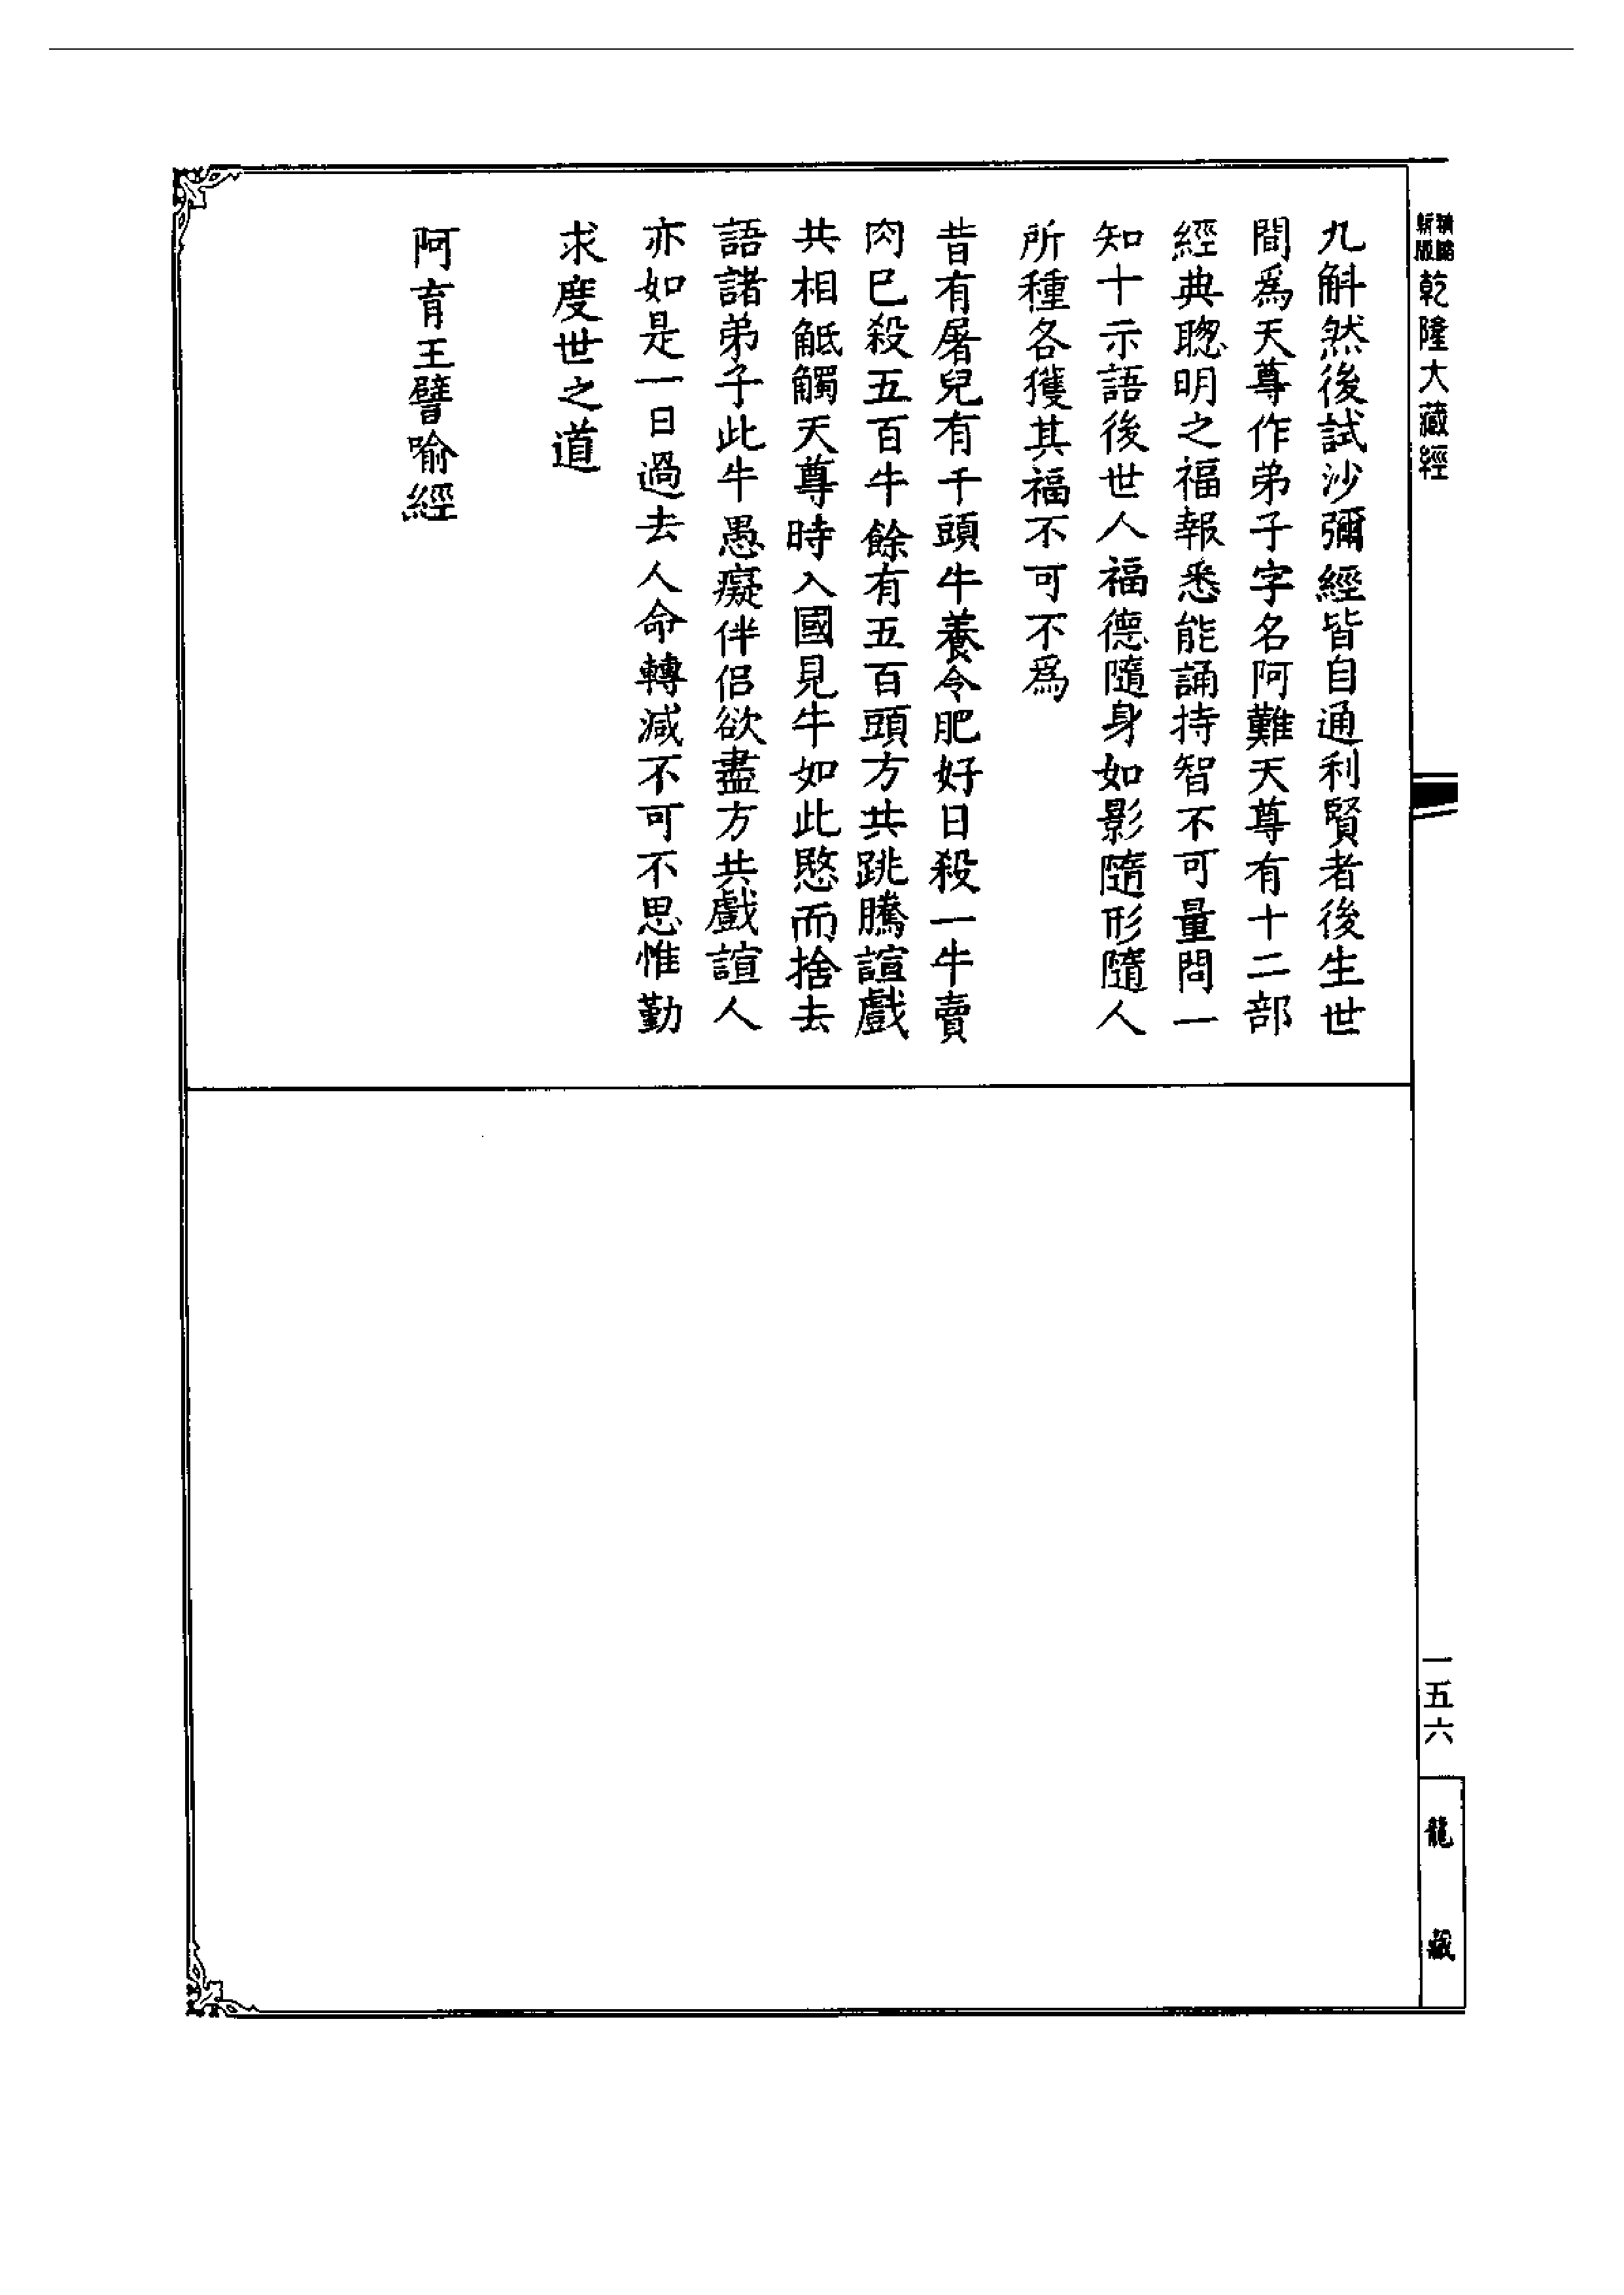 乾隆大藏經
九斛然後試沙彌經皆自通利賢者後生世
間爲天尊作弟子字名阿難天尊有十二部
經典聰明之福報悉能誦持智不可量問一
知十示語後世人福德隨身如影隨形隨人
所種各獲其福不可不爲
昔有屠兒有千頭牛養令肥好日殺一牛賣
肉巳殺五百牛餘有五百頭方共跳騰諠戲
共相觝觸天尊時入國見牛如此愍而捨去
語諸弟子此牛愚癡伴侣欲盡方共戲諠人
亦如是一日過去人命轉減不可不思惟勤
求度世之道
阿育王譬喻經
一五六
龍藏